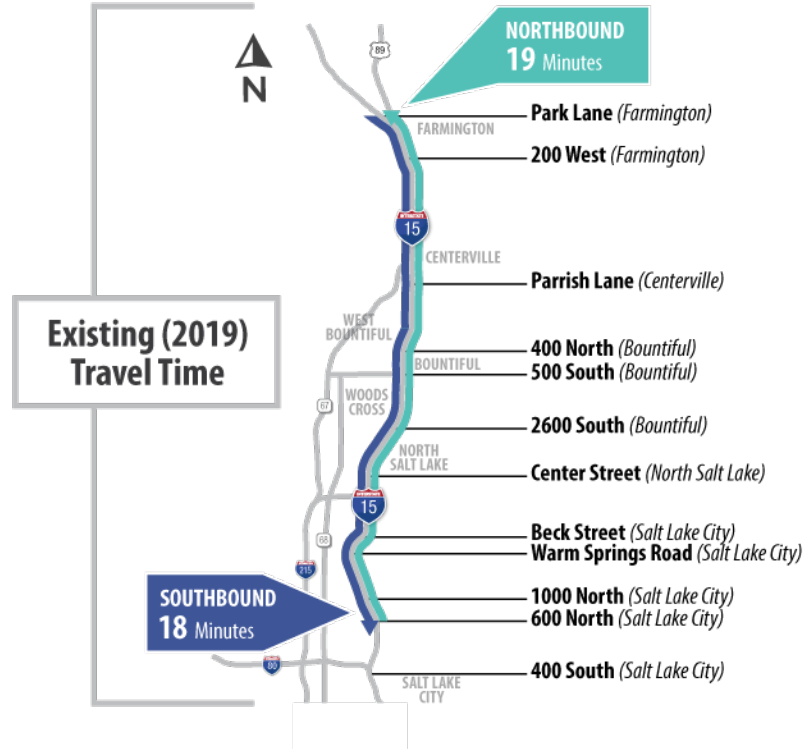 NORTHBOUND
19 Minutes
89
N
FARMINGTON
Park Lane (Farmington)
200 West (Farmington)
INTERSTATE
15
CENTERVILLE
Parrish Lane (Centerville)
Existing (2019)
Travel Time
WEST
BOUNTIFUL
400 North (Bountiful)
BOUNTIFUL
500 South (Bountiful)
WOODS
CROSS
67
2600 South (Bountiful)
NORTH
SALT LAKE
Center Street (North Salt Lake)
INTERSTATE
15
Beck Street (Salt Lake City)
68
Warm Springs Road (Salt Lake City)
215
SOUTHBOUND
18 Minutes
1000 North (Salt Lake City)
600 North (Salt Lake City)
80
400 South (Salt Lake City)
SALT LAKE
CITY